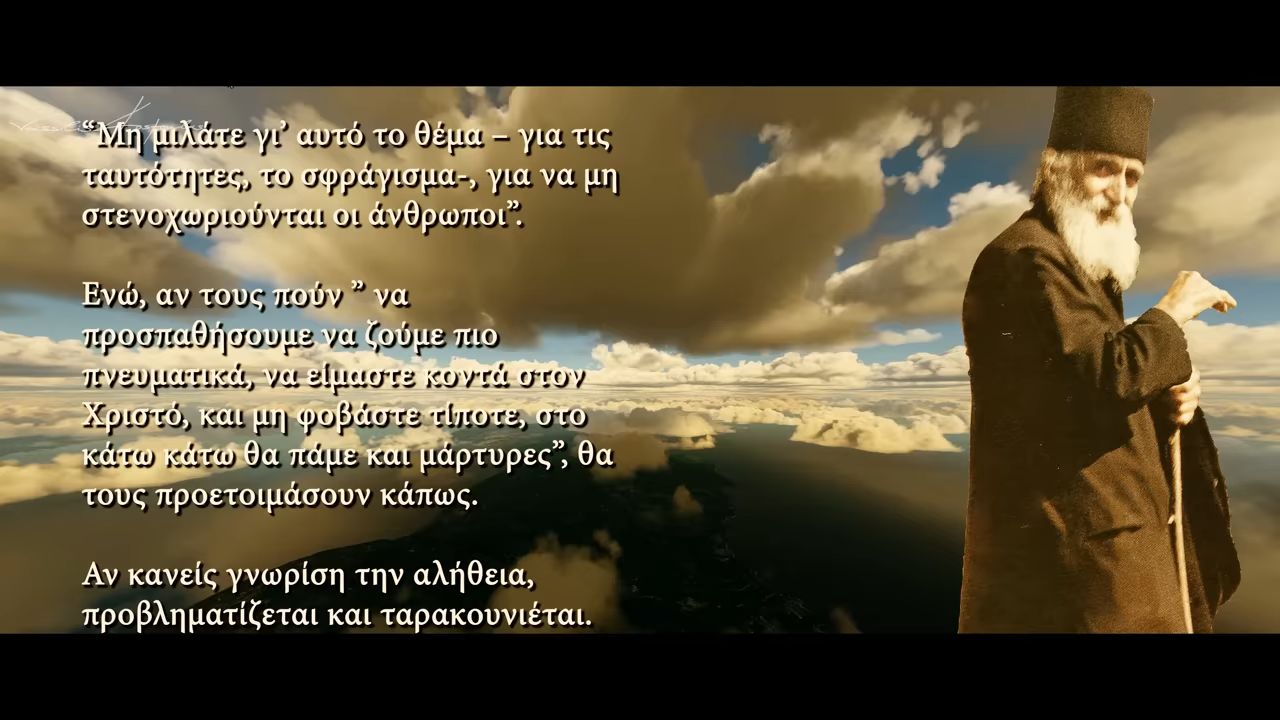 “Μη μιλάτε γι’ αυτό το θέμα – για τις
ταυτότητες, το σφράγισμα-, για να μη
στενοχωριούνται οι άνθρωποι”.
Ενώ, αν τους πούν ” να
προσπαθήσουμε να ζούμε πιο
πνευματικά, να είμαστε κοντά στον
Χριστό, και μη φοβάστε τίποτε, στο
κάτω κάτω θα πάμε και μάρτυρες”, θα
τους προετοιμάσουν κάπως.
Αν κανείς γνωρίση την αλήθεια,
προβληματίζεται και ταρακουνιέται.